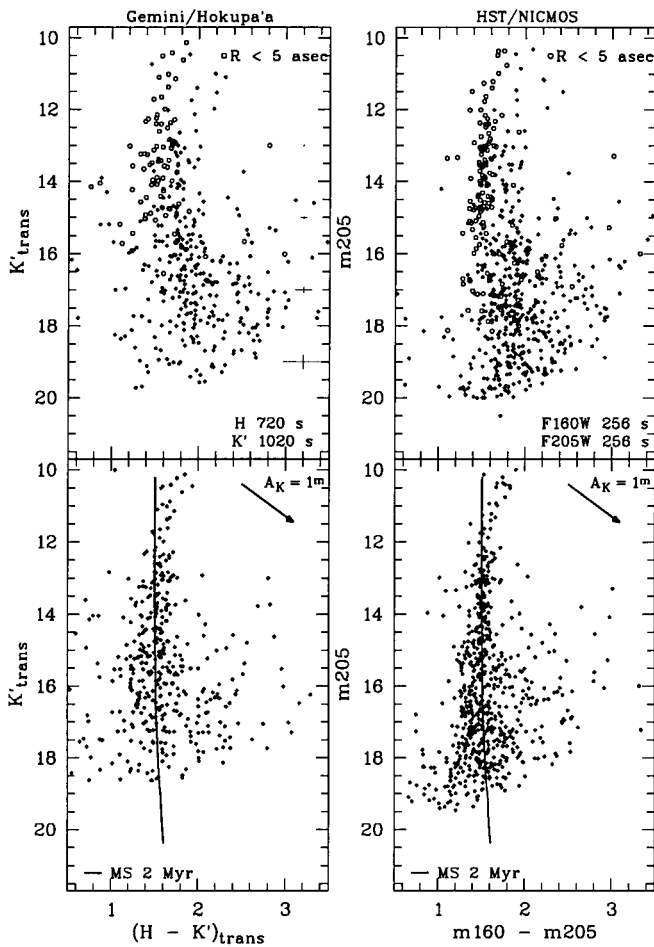 Gemini/Hokupa'a
HST/NICMOS
10
12
14
16
18
20
K'trans
R < 5 asec
H 720 s
K' 1020 s
10
12
14
16
18
20
m205
R < 5 asec
F160W 256 s
F205W 256 s
10
12
14
16
18
20
K'trans
A_K = 1m
MS 2 Myr
1
2
3
(H - K')trans
10
12
14
16
18
20
m205
A_K = 1m
MS 2 Myr
1
2
3
m160 - m205